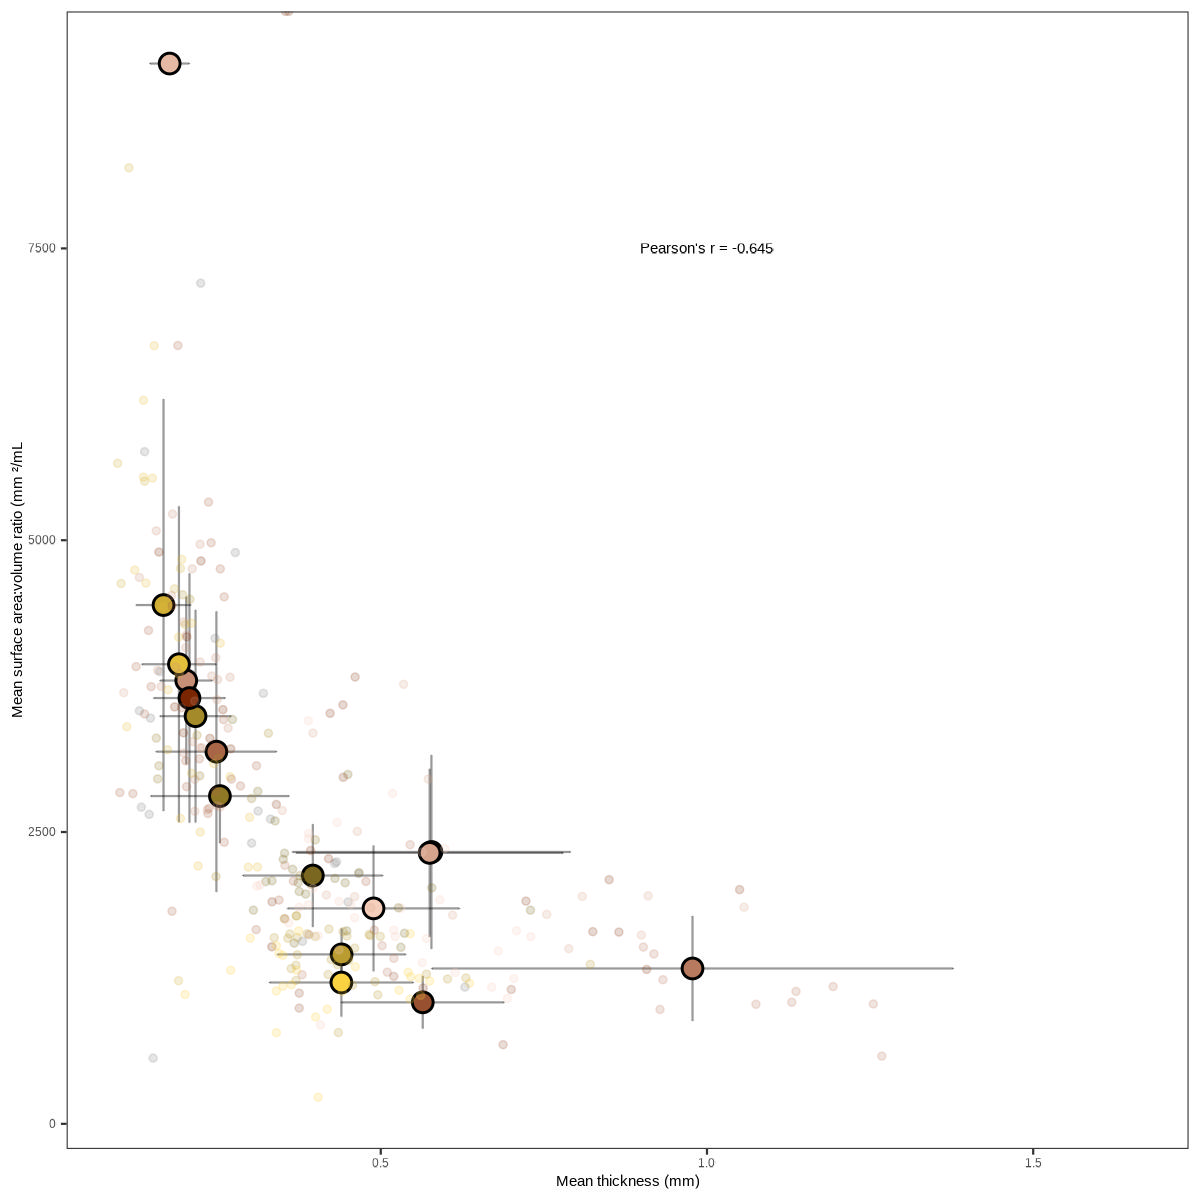 Pearson's r = -0.645
7500
5000
2500
0
Mean surface area:volume ratio (mm ²/mL
0.5
1.0
1.5
Mean thickness (mm)